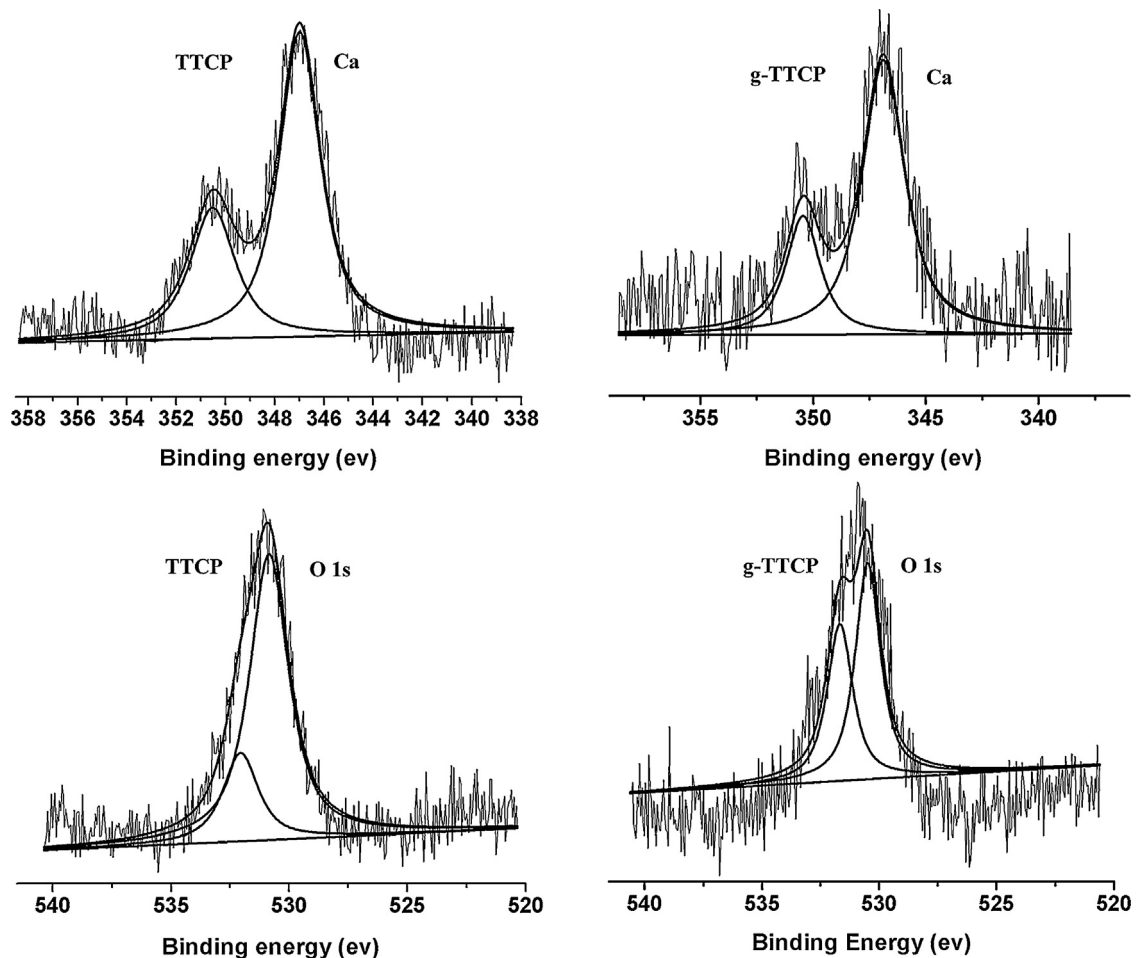 TTCP Ca
358 356 354 352 350 348 346 344 342 340 338
Binding energy (ev)
g-TTCP Ca
355 350 345 340
Binding energy (ev)
TTCP O 1s
540 535 530 525 520
Binding energy (ev)
g-TTCP O 1s
540 535 530 525 520
Binding Energy (ev)